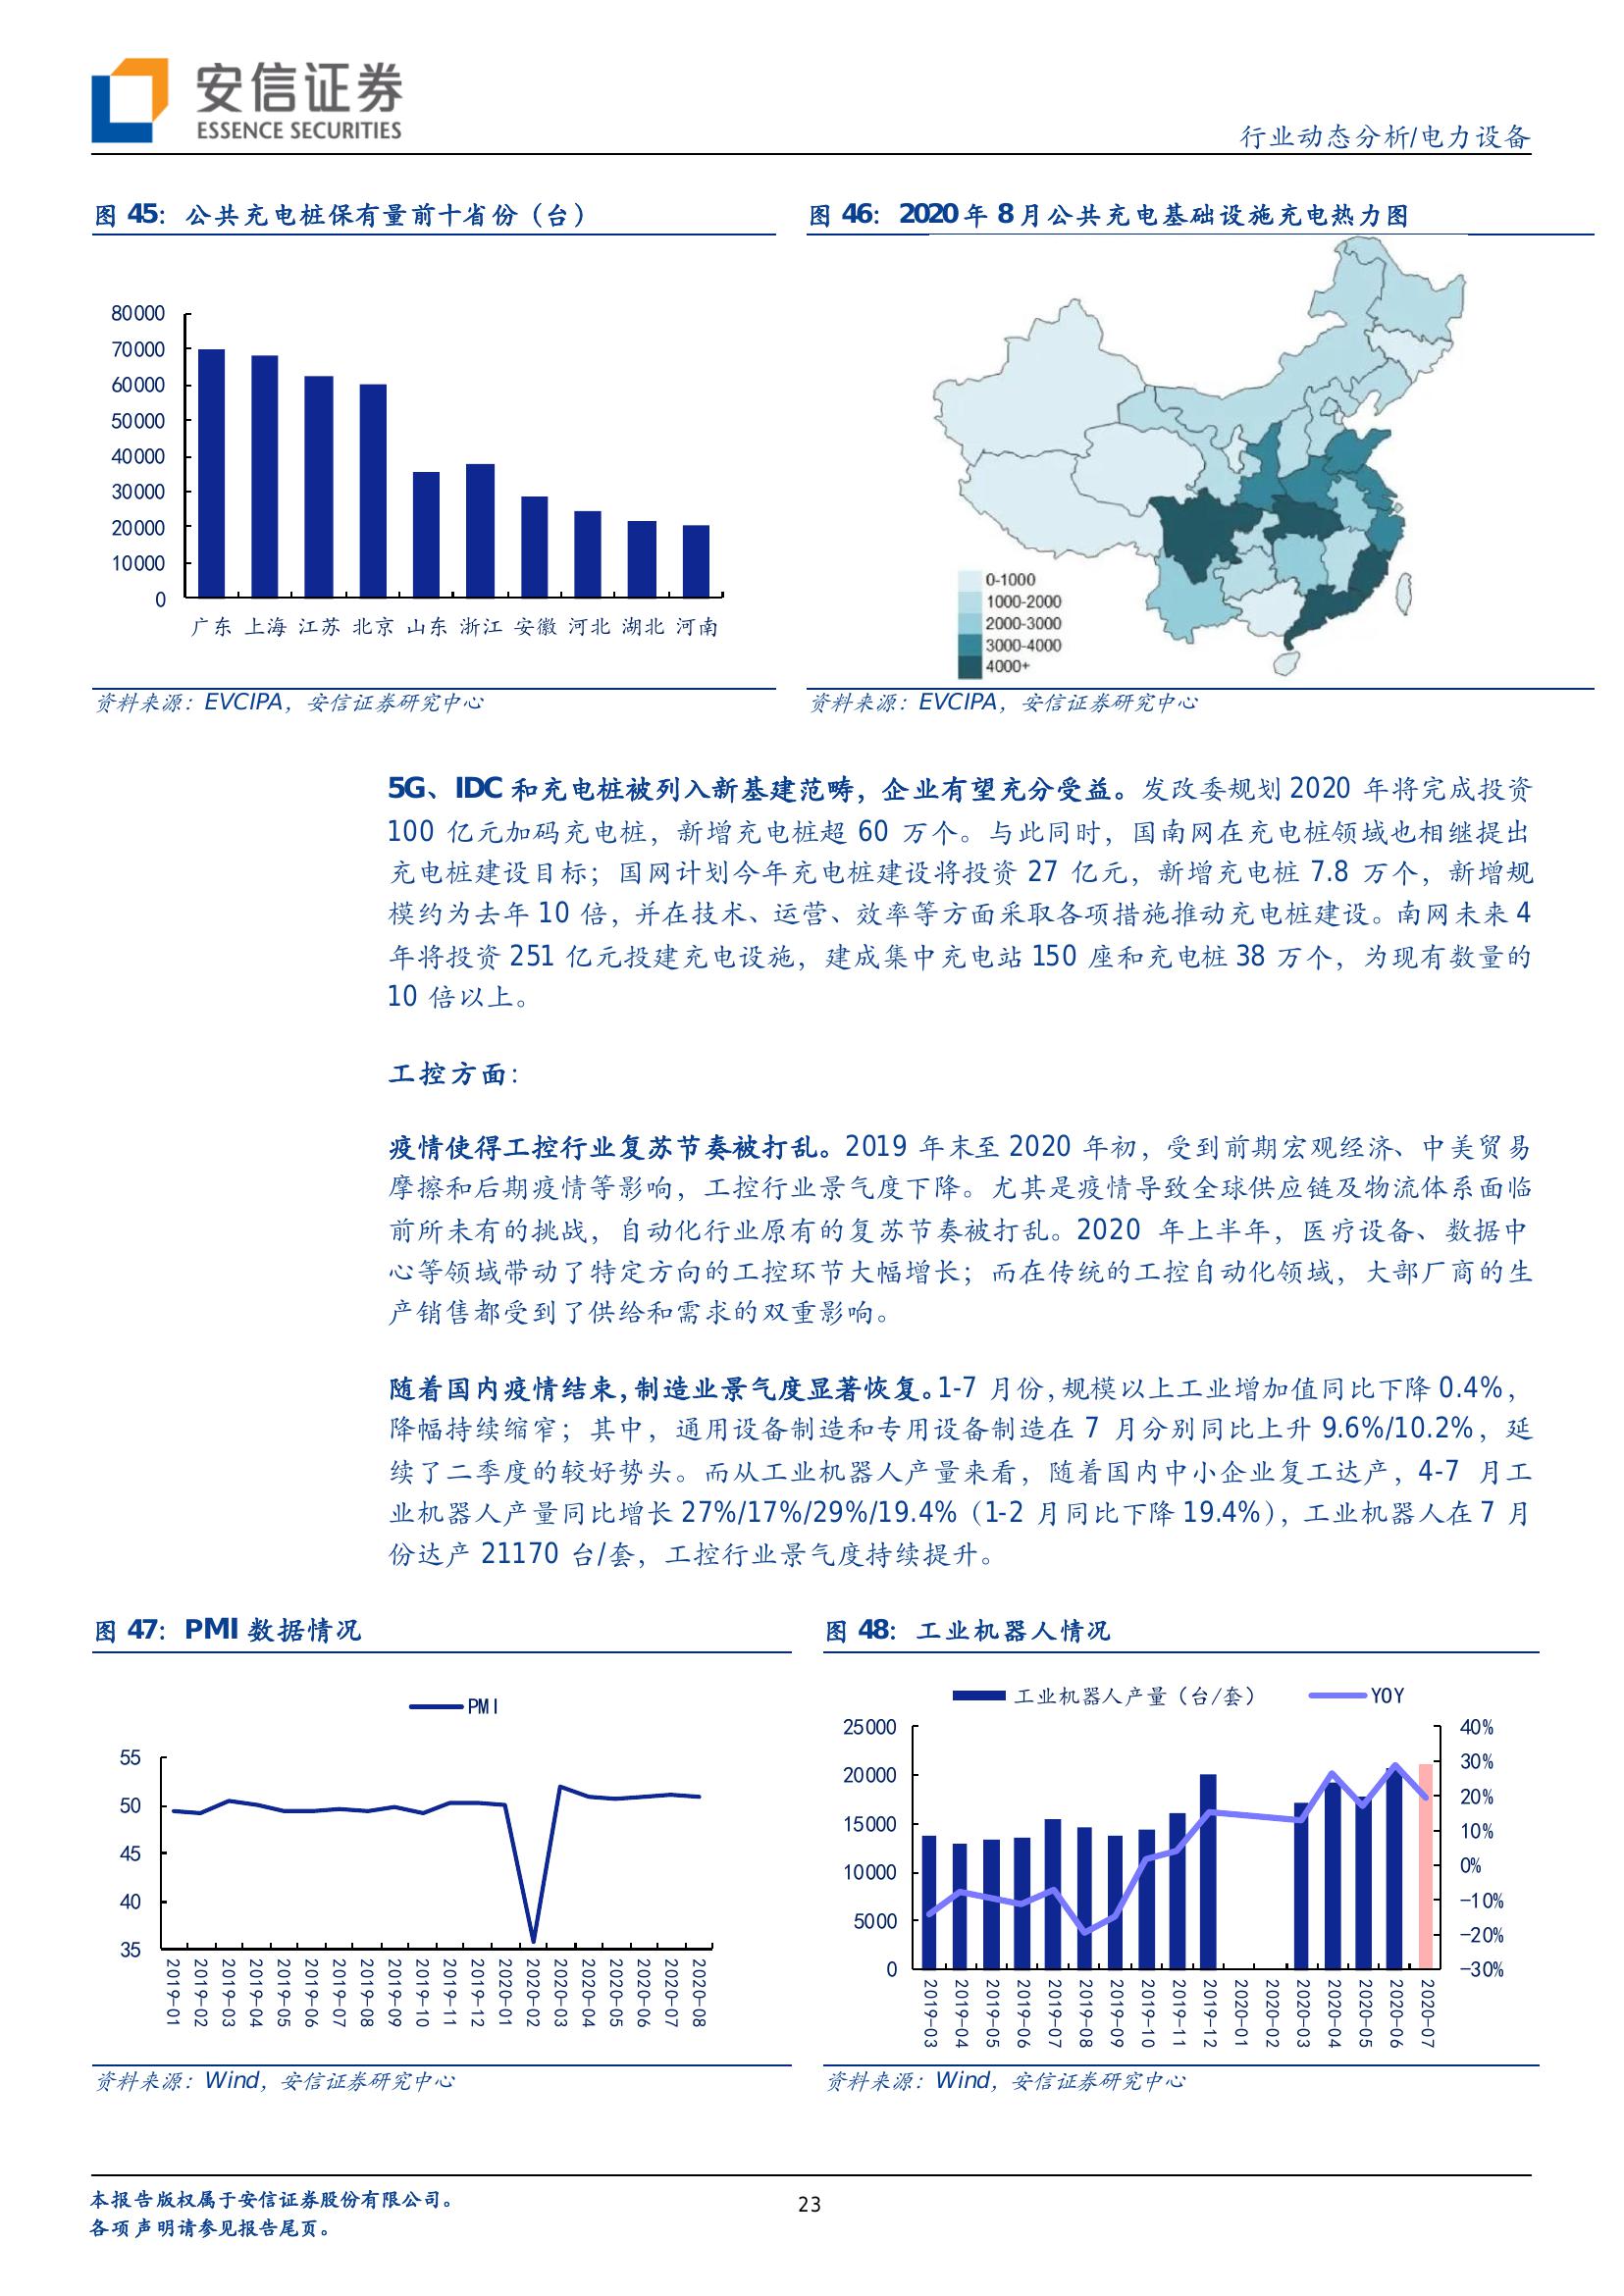 安信证券
ESSENCE SECURITIES
行业动态分析/电力设备
图 45：公共充电桩保有量前十省份（台）
80000
70000
60000
50000
40000
30000
20000
10000
0
广东 上海 江苏 北京 山东 浙江 安徽 河北 湖北 河南
资料来源：EVCIPA，安信证券研究中心
图 46：2020 年 8 月公共充电基础设施充电热力图
0-1000
1000-2000
2000-3000
3000-4000
4000+
资料来源：EVCIPA，安信证券研究中心
5G、IDC 和充电桩被列入新基建范畴，企业有望充分受益。发改委规划 2020 年将完成投资
100 亿元加码充电桩，新增充电桩超 60 万个。与此同时，国南网在充电桩领域也相继提出
充电桩建设目标；国网计划今年充电桩建设将投资 27 亿元，新增充电桩 7.8 万个，新增规
模约为去年 10 倍，并在技术、运营、效率等方面采取各项措施推动充电桩建设。南网未来 4
年将投资 251 亿元投建充电设施，建成集中充电站 150 座和充电桩 38 万个，为现有数量的
10 倍以上。
工控方面：
疫情使得工控行业复苏节奏被打乱。2019 年末至 2020 年初，受到前期宏观经济、中美贸易
摩擦和后期疫情等影响，工控行业景气度下降。尤其是疫情导致全球供应链及物流体系面临
前所未有的挑战，自动化行业原有的复苏节奏被打乱。2020 年上半年，医疗设备、数据中
心等领域带动了特定方向的工控环节大幅增长；而在传统的工控自动化领域，大部厂商的生
产销售都受到了供给和需求的双重影响。
随着国内疫情结束，制造业景气度显著恢复。1-7 月份，规模以上工业增加值同比下降 0.4%，
降幅持续缩窄；其中，通用设备制造和专用设备制造在 7 月分别同比上升 9.6%/10.2%，延
续了二季度的较好势头。而从工业机器人产量来看，随着国内中小企业复工达产，4-7 月工
业机器人产量同比增长 27%/17%/29%/19.4%（1-2 月同比下降 19.4%），工业机器人在 7 月
份达产 21170 台/套，工控行业景气度持续提升。
图 47：PMI 数据情况
PMI
55
50
45
40
35
2019-01
2019-02
2019-03
2019-04
2019-05
2019-06
2019-07
2019-08
2019-09
2019-10
2019-11
2019-12
2020-01
2020-02
2020-03
2020-04
2020-05
2020-06
2020-07
2020-08
资料来源：Wind，安信证券研究中心
图 48：工业机器人情况
工业机器人产量（台/套）
YOY
25000
20000
15000
10000
5000
0
40%
30%
20%
10%
0%
-10%
-20%
-30%
2019-03
2019-04
2019-05
2019-06
2019-07
2019-08
2019-09
2019-10
2019-11
2019-12
2020-01
2020-02
2020-03
2020-04
2020-05
2020-06
2020-07
资料来源：Wind，安信证券研究中心
本报告版权属于安信证券股份有限公司。
各项声明请参见报告尾页。
23